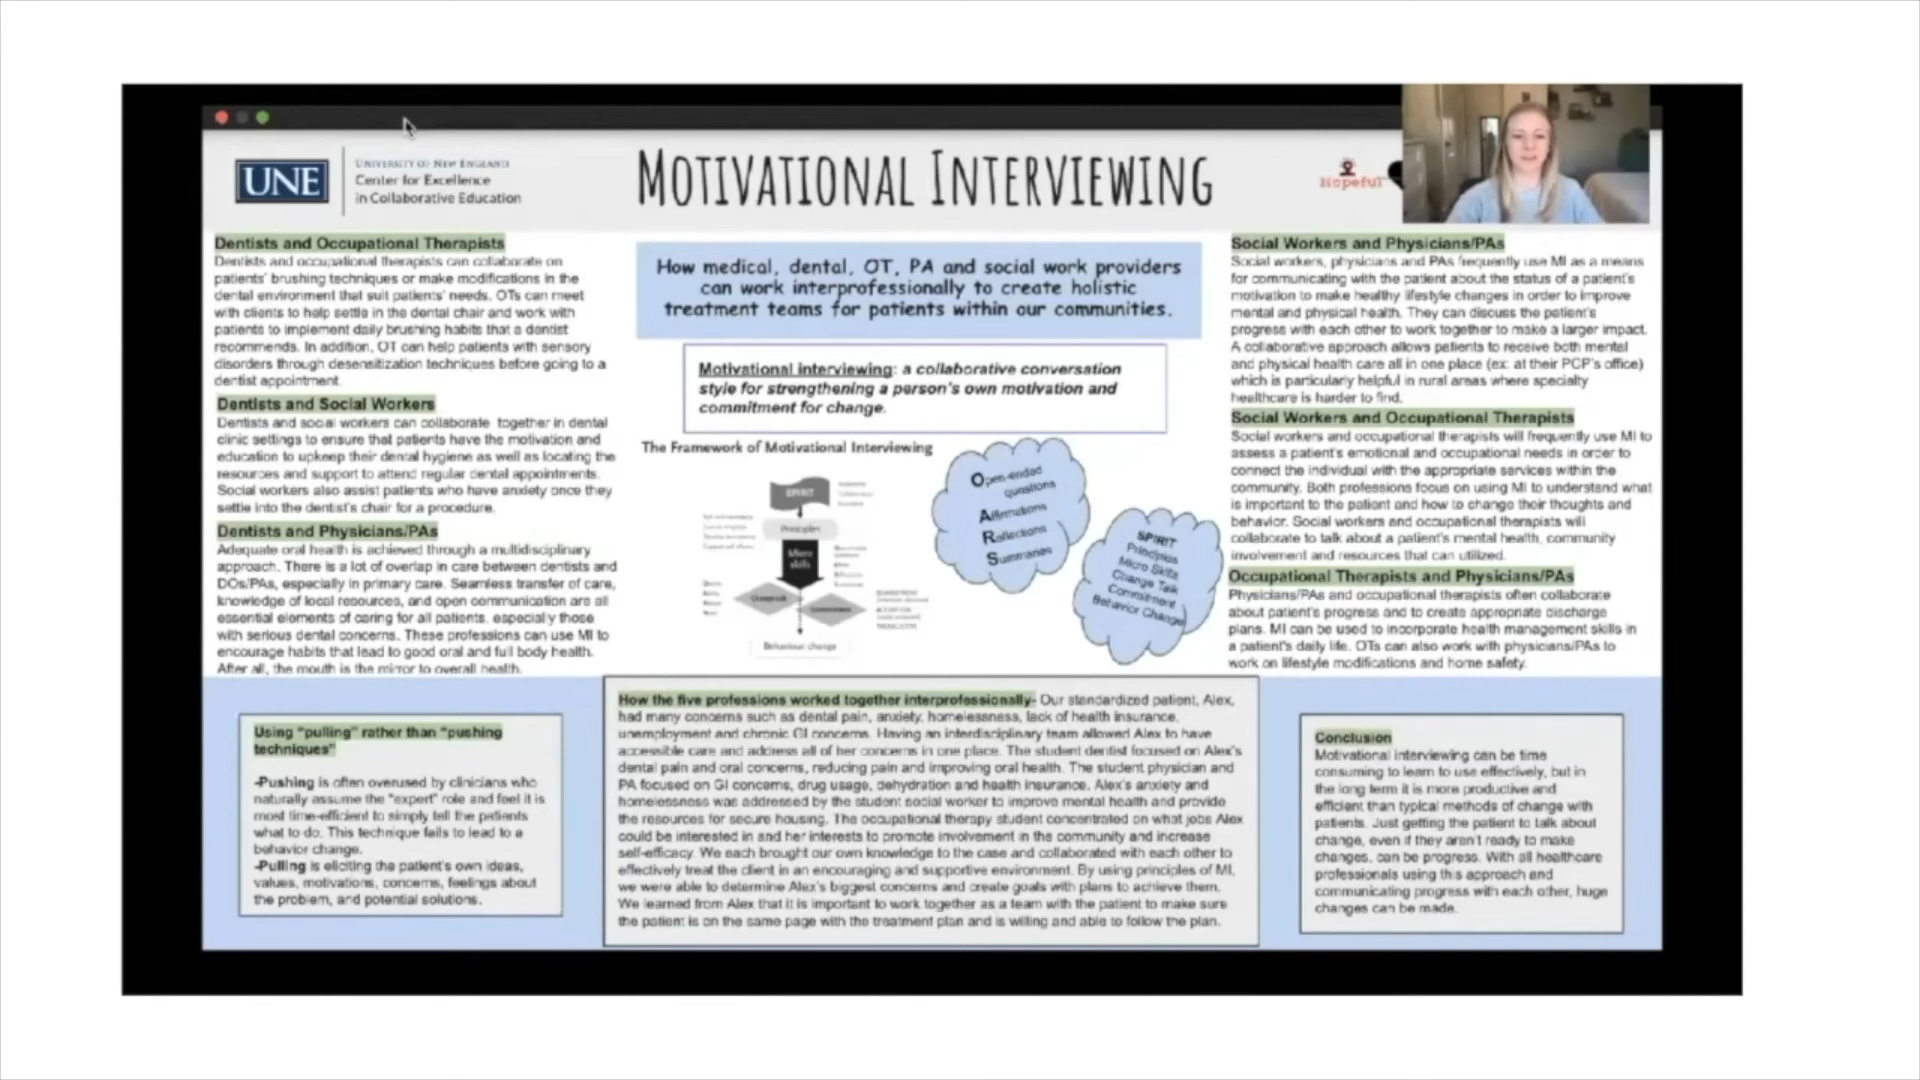 UNE
UNIVERSITY OF NEW ENGLAND
Center for Excellence
in Collaborative Education
MOTIVATIONAL INTERVIEWING
Hopeful
Dentists and Occupational Therapists
Dentists and occupational therapists can collaborate on
patients' brushing techniques or make modifications in the
dental environment that suit patients' needs. OTs can meet
with clients to help settle in the dental chair and work with
patients to implement daily brushing habits that a dentist
recommends. In addition, OT can help patients with sensory
disorders through desensitization techniques before going to a
dentist appointment.
Dentists and Social Workers
Dentists and social workers can collaborate together in dental
clinic settings to ensure that patients have the motivation and
education to upkeep their dental hygiene as well as locating the
resources and support to attend regular dental appointments.
Social workers also assist patients who have anxiety once they
settle into the dentist's chair for a procedure.
Dentists and Physicians/PAs
Adequate oral health is achieved through a multidisciplinary
approach. There is a lot of overlap in care between dentists and
DOs/PAs, especially in primary care. Seamless transfer of care,
knowledge of local resources, and open communication are all
essential elements of caring for all patients, especially those
with serious dental concerns. These professions can use MI to
encourage habits that lead to good oral and full body health.
After all, the mouth is the mirror to overall health.
How medical, dental, OT, PA and social work providers
can work interprofessionally to create holistic
treatment teams for patients within our communities.
Motivational interviewing: a collaborative conversation
style for strengthening a person's own motivation and
commitment for change.
The Framework of Motivational Interviewing
SPIRIT
Principles
Micro
skills
Behaviour change
Open-ended
questions
Affirmations
Reflections
Summaries
SPIRIT
Principles
Micro Skills
Change Talk
Commitment
Behavior Change
Social Workers and Physicians/PAs
Social workers, physicians and PAs frequently use MI as a means
for communicating with the patient about the status of a patient's
motivation to make healthy lifestyle changes in order to improve
mental and physical health. They can discuss the patient's
progress with each other to work together to make a larger impact.
A collaborative approach allows patients to receive both mental
and physical health care all in one place (ex: at their PCP's office)
which is particularly helpful in rural areas where specialty
healthcare is harder to find.
Social Workers and Occupational Therapists
Social workers and occupational therapists will frequently use MI to
assess a patient's emotional and occupational needs in order to
connect the individual with the appropriate services within the
community. Both professions focus on using MI to understand what
is important to the patient and how to change their thoughts and
behavior. Social workers and occupational therapists will
collaborate to talk about a patient's mental health, community
involvement and resources that can utilized.
Occupational Therapists and Physicians/PAs
Physicians/PAs and occupational therapists often collaborate
about patient's progress and to create appropriate discharge
plans. MI can be used to incorporate health management skills in
a patient's daily life. OTs can also work with physicians/PAs to
work on lifestyle modifications and home safety.
Using "pulling" rather than "pushing
techniques"
-Pushing is often overused by clinicians who
naturally assume the "expert" role and feel it is
most time-efficient to simply tell the patients
what to do. This technique fails to lead to a
behavior change.
-Pulling is eliciting the patient's own ideas,
values, motivations, concerns, feelings about
the problem, and potential solutions.
How the five professions worked together interprofessionally- Our standardized patient, Alex,
had many concerns such as dental pain, anxiety, homelessness, lack of health insurance,
unemployment and chronic GI concerns. Having an interdisciplinary team allowed Alex to have
accessible care and address all of her concerns in one place. The student dentist focused on Alex's
dental pain and oral concerns, reducing pain and improving oral health. The student physician and
PA focused on GI concerns, drug usage, dehydration and health insurance. Alex's anxiety and
homelessness was addressed by the student social worker to improve mental health and provide
the resources for secure housing. The occupational therapy student concentrated on what jobs Alex
could be interested in and her interests to promote involvement in the community and increase
self-efficacy. We each brought our own knowledge to the case and collaborated with each other to
effectively treat the client in an encouraging and supportive environment. By using principles of MI,
we were able to determine Alex's biggest concerns and create goals with plans to achieve them.
We learned from Alex that it is important to work together as a team with the patient to make sure
the patient is on the same page with the treatment plan and is willing and able to follow the plan.
Conclusion
Motivational interviewing can be time
consuming to learn to use effectively, but in
the long term it is more productive and
efficient than typical methods of change with
patients. Just getting the patient to talk about
change, even if they aren't ready to make
changes, can be progress. With all healthcare
professionals using this approach and
communicating progress with each other, huge
changes can be made.